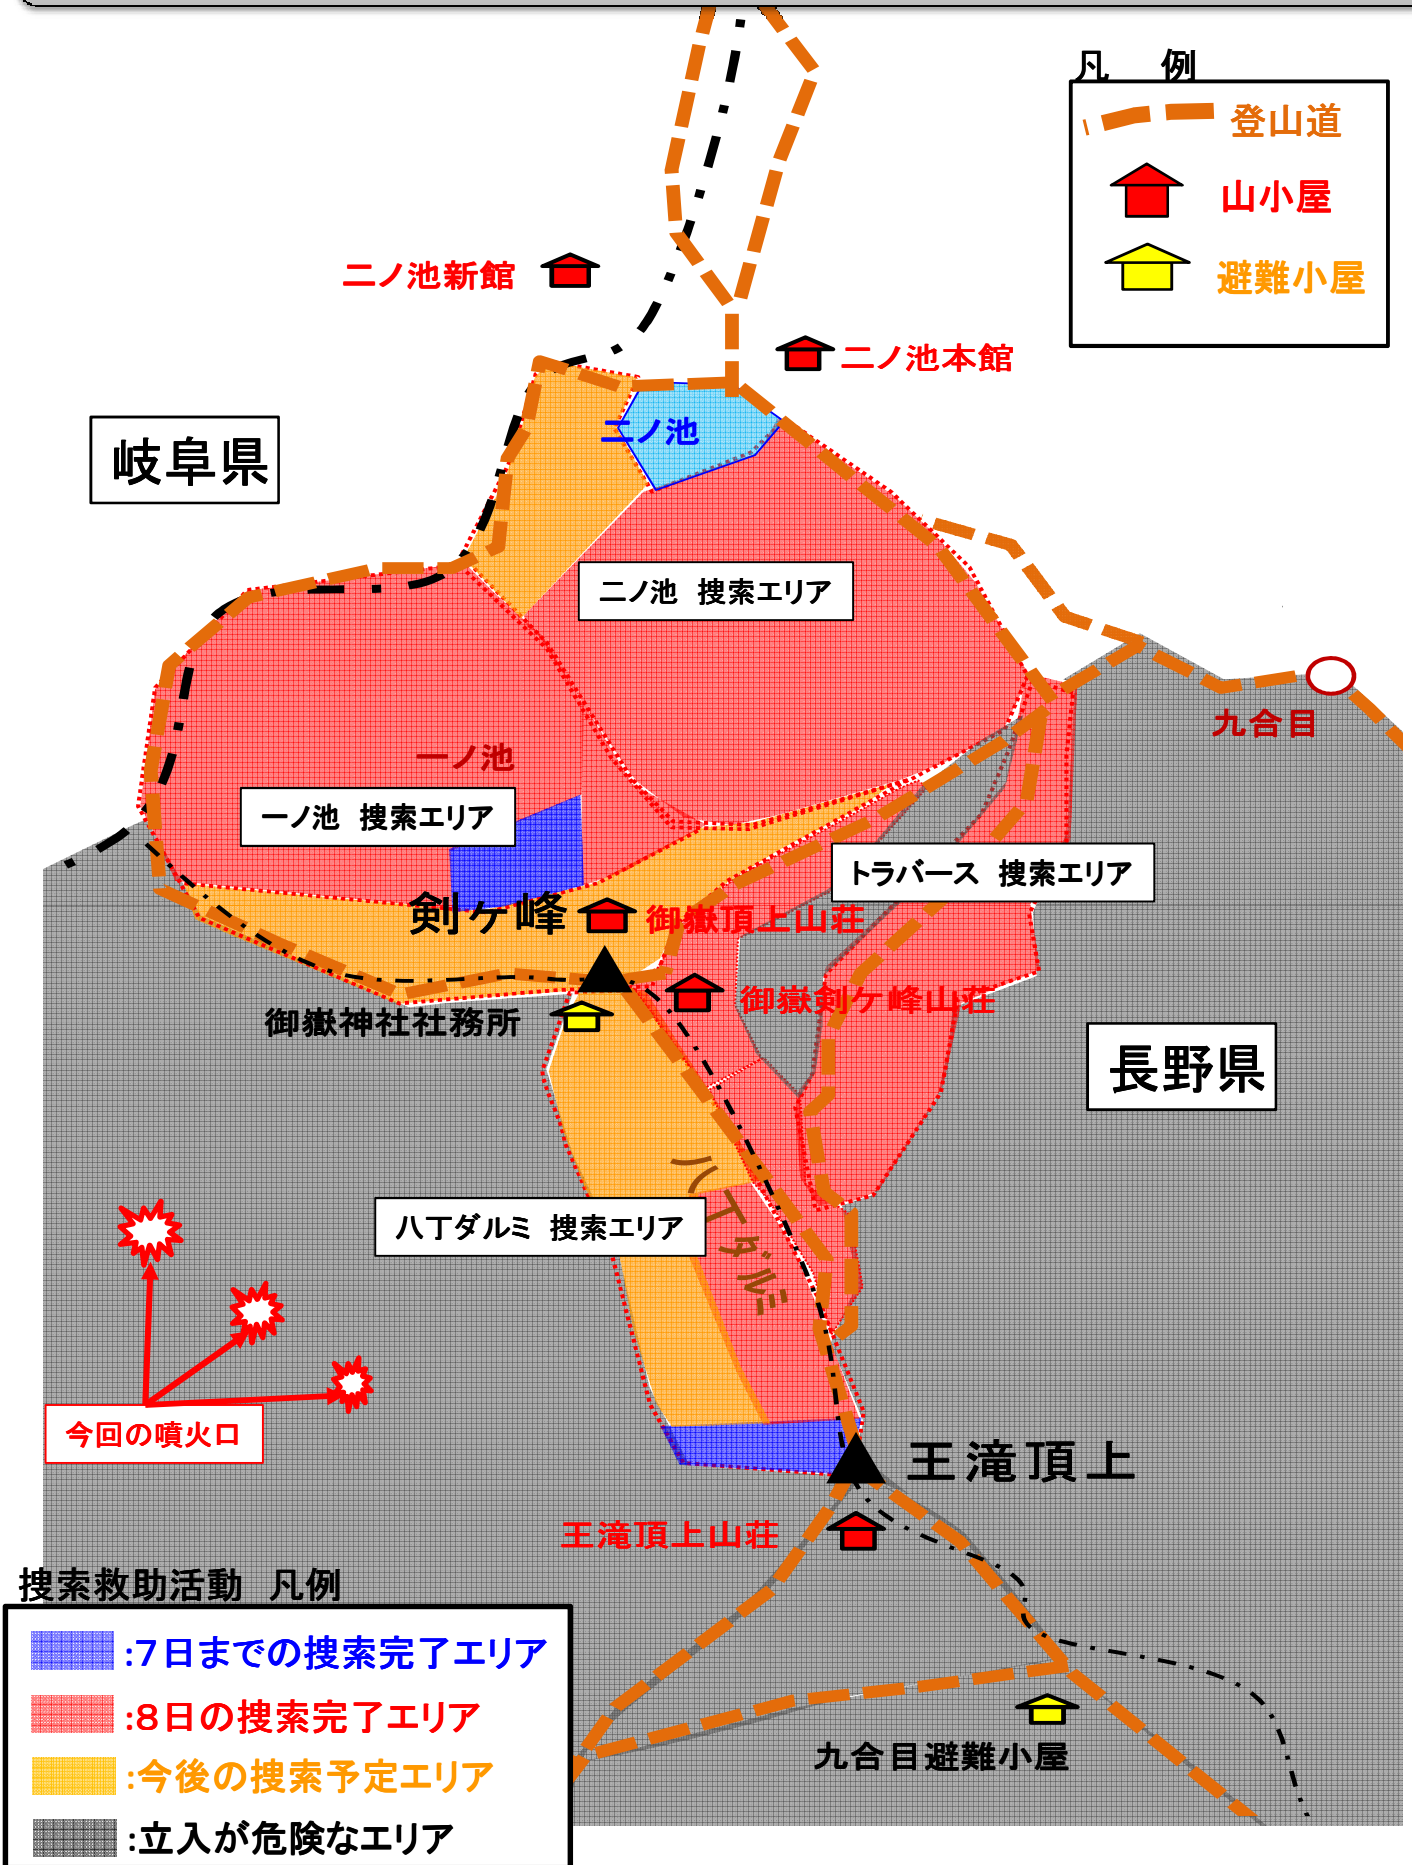 凡 例
登山道
山小屋
避難小屋
二ノ池新館
二ノ池本館
岐阜県
二ノ池
二ノ池 捜索エリア
九合目
一ノ池
一ノ池 捜索エリア
トラバース 捜索エリア
剣ヶ峰
御嶽頂上山荘
御嶽剣ケ峰山荘
御嶽神社社務所
長野県
八丁ダルミ
八丁ダルミ 捜索エリア
今回の噴火口
王滝頂上
王滝頂上山荘
九合目避難小屋
捜索救助活動 凡例
:7日までの捜索完了エリア
:8日の捜索完了エリア
:今後の捜索予定エリア
:立入が危険なエリア